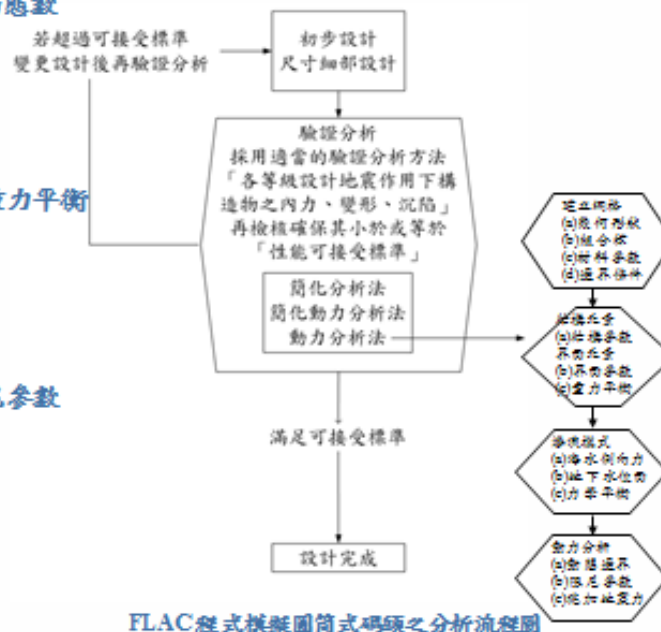 若超過可接受標準
變更設計後再驗證分析
初步設計
尺寸細部設計
驗證分析
採用適當的驗證分析方法
「各等級設計地震作用下構
造物之內力、變形、沉陷」
再檢核確保其小於或等於
「性能可接受標準」
簡化分析法
簡化動力分析法
動力分析法
滿足可接受標準
設計完成
力平衡
參數
建立網格
(a)幾何形狀
(b)組合律
(c)材料參數
(d)邊界條件
結構元素
(a)結構參數
界面元素
(b)界面參數
(c)重力平衡
滲流模式
(a)海水側向力
(b)地下水位面
(c)力學平衡
動力分析
(a)動態邊界
(b)阻尼參數
(c)施加地震力
FLAC程式模擬圓筒式碼頭之分析流程圖